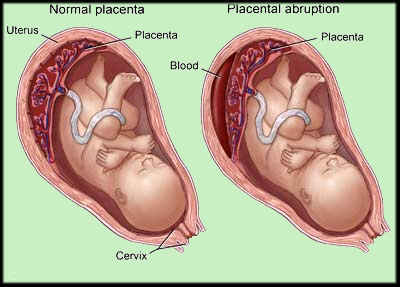 Normal placenta
Placental abruption
Uterus
Placenta
Placenta
Blood
Cervix